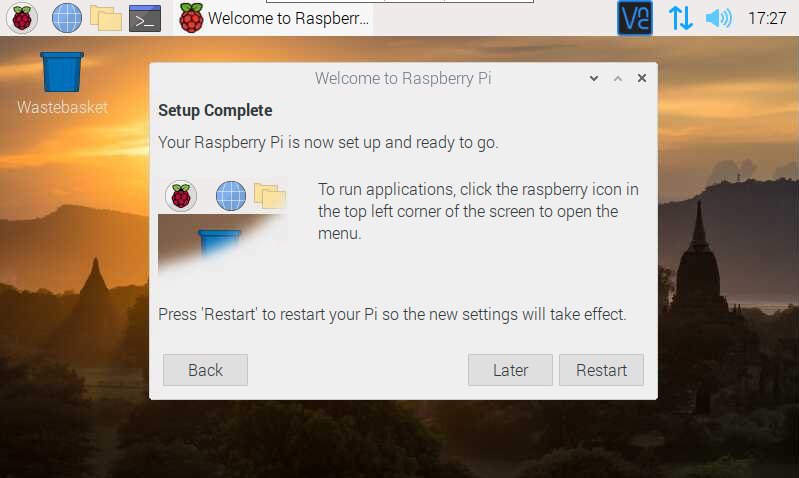 Welcome to Raspberr...
17:27
Wastebasket
Welcome to Raspberry Pi
Setup Complete
Your Raspberry Pi is now set up and ready to go.
To run applications, click the raspberry icon in
the top left corner of the screen to open the
menu.
Press 'Restart' to restart your Pi so the new settings will take effect.
Back
Later
Restart